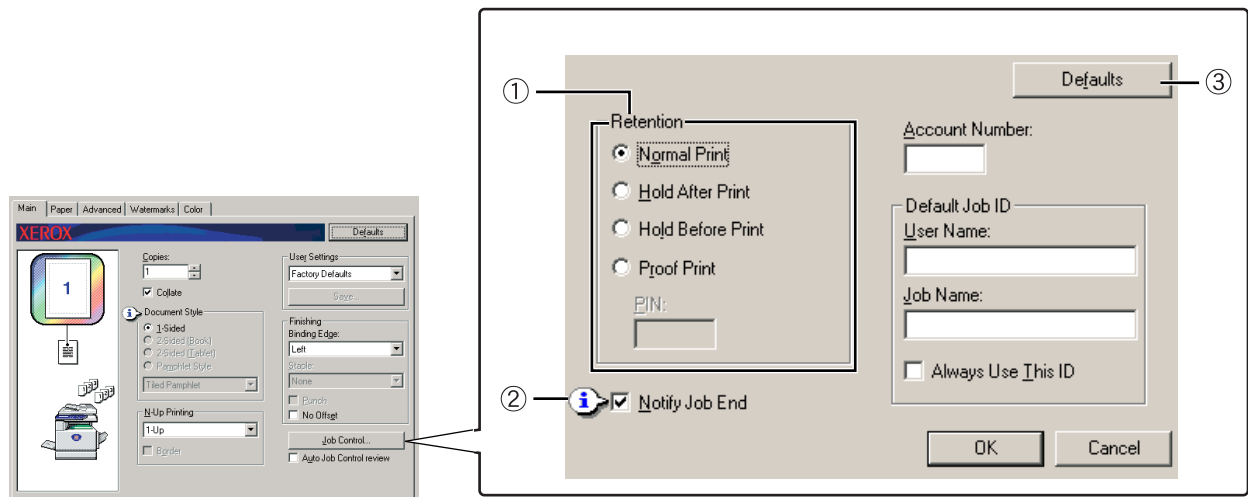 Main Paper Advanced Watermarks Color
XEROX Defaults
1
Copies:
1
Collate
Document Style
1-Sided
2-Sided (Book)
2-Sided (Tablet)
Pamphlet Style
Tiled Pamphlet
N-Up Printing
1-Up
Border
User Settings
Factory Defaults
Save...
Finishing
Binding Edge:
Left
Staple:
None
Punch
No Offset
Job Control...
Auto Job Control review
①
Retention
Normal Print
Hold After Print
Hold Before Print
Proof Print
PIN:
②
Notify Job End
Defaults
③
Account Number:
Default Job ID
User Name:
Job Name:
Always Use This ID
OK Cancel